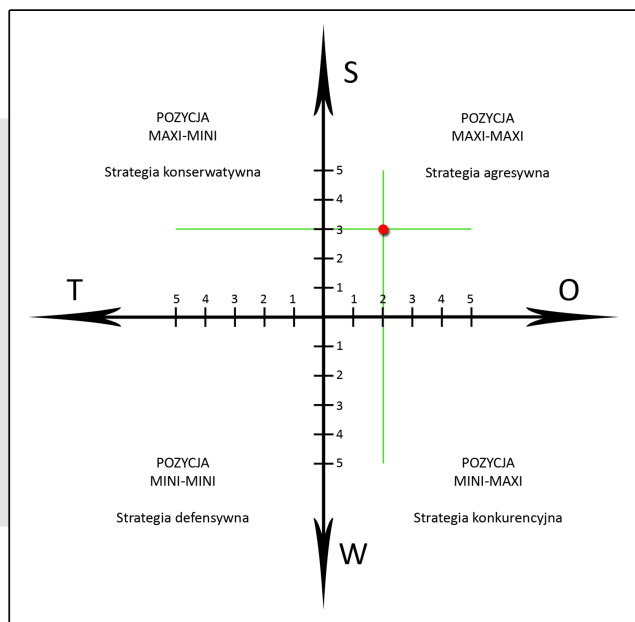 S
POZYCJA
MAXI-MINI
Strategia konserwatywna
POZYCJA
MAXI-MAXI
Strategia agresywna
5
4
3
2
1
T
5 4 3 2 1
1 2 3 4 5
O
1
2
3
4
5
POZYCJA
MINI-MINI
Strategia defensywna
POZYCJA
MINI-MAXI
Strategia konkurencyjna
W